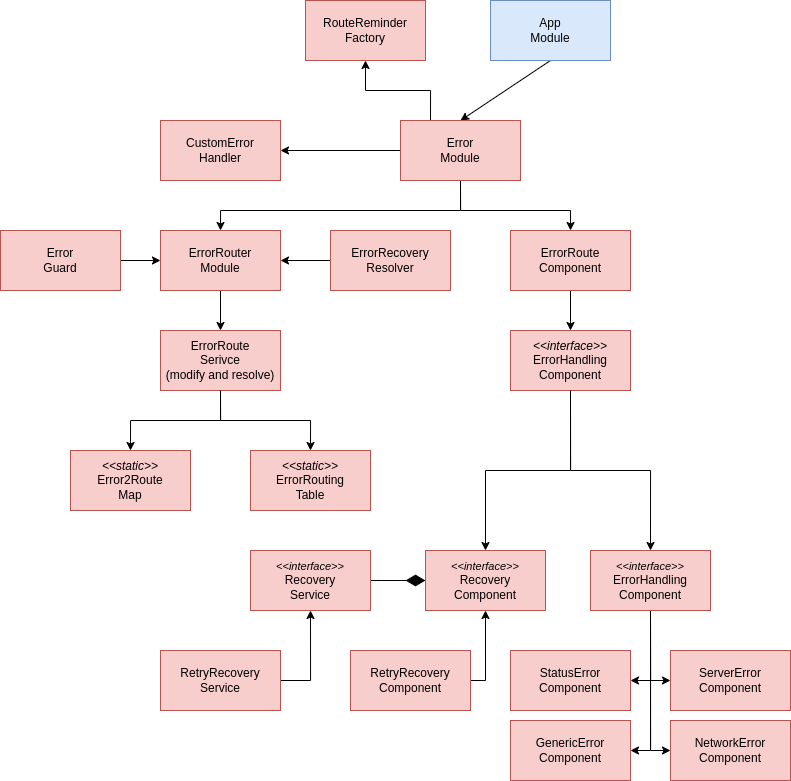 RouteReminder
Factory
App
Module
CustomError
Handler
Error
Module
Error
Guard
ErrorRouter
Module
ErrorRecovery
Resolver
ErrorRoute
Component
ErrorRoute
Serivce
(modify and resolve)
<<interface>>
ErrorHandling
Component
<<static>>
Error2Route
Map
<<static>>
ErrorRouting
Table
<<interface>>
Recovery
Service
<<interface>>
Recovery
Component
<<interface>>
ErrorHandling
Component
RetryRecovery
Service
RetryRecovery
Component
StatusError
Component
ServerError
Component
GenericError
Component
NetworkError
Component